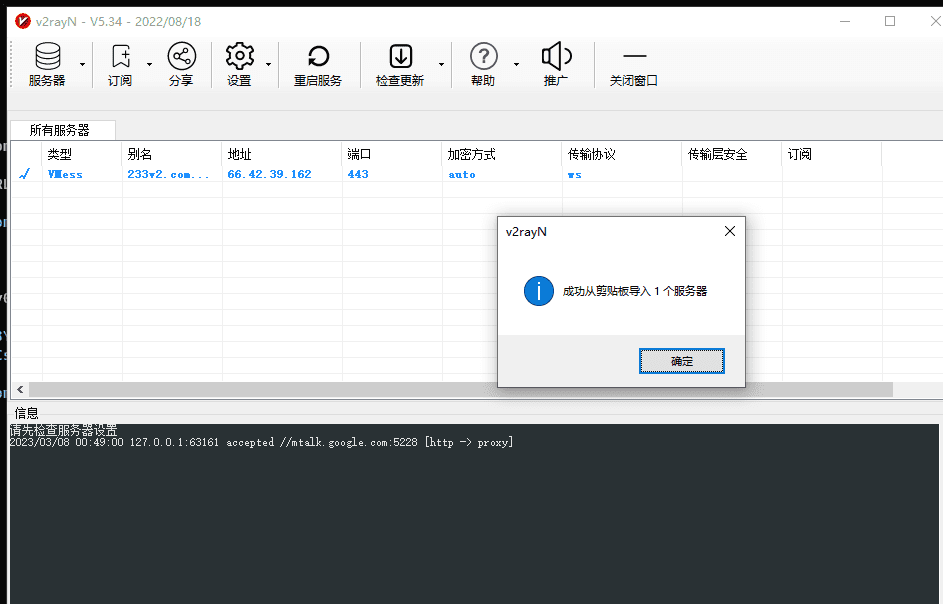 v2rayN - V5.34 - 2022/08/18
服务器 订阅 分享 设置 重启服务 检查更新 帮助 推广 关闭窗口
所有服务器
类型 别名 地址 端口 加密方式 传输协议 传输层安全 订阅
VMess 233v2.com... 66.42.39.162 443 auto ws
v2rayN
成功从剪贴板导入 1 个服务器
确定
信息
请先检查服务器设置
2023/03/08 00:49:00 127.0.0.1:63161 accepted //mtalk.google.com:5228 [http -> proxy]